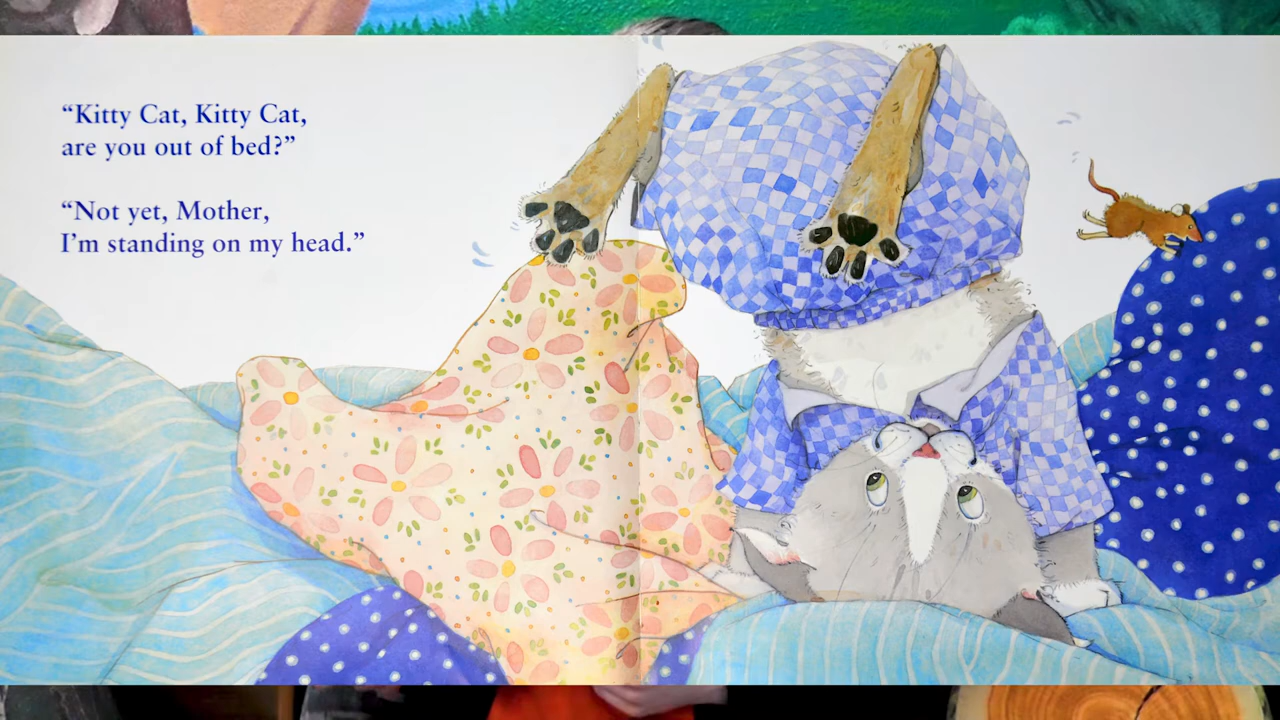 “Kitty Cat, Kitty Cat,
are you out of bed?”
“Not yet, Mother,
I’m standing on my head.”